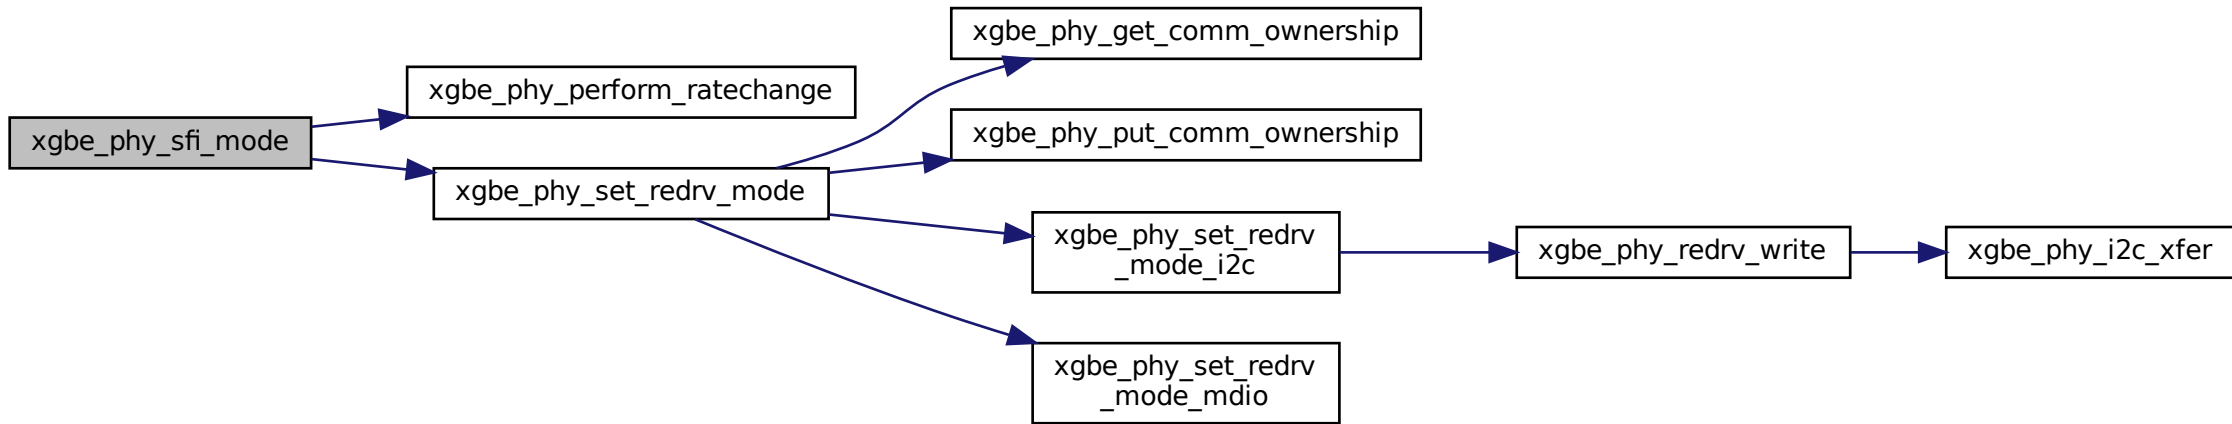 xgbe_phy_sfi_mode
xgbe_phy_perform_ratechange
xgbe_phy_set_redrv_mode
xgbe_phy_get_comm_ownership
xgbe_phy_put_comm_ownership
xgbe_phy_set_redrv
_mode_i2c
xgbe_phy_set_redrv
_mode_mdio
xgbe_phy_redrv_write
xgbe_phy_i2c_xfer